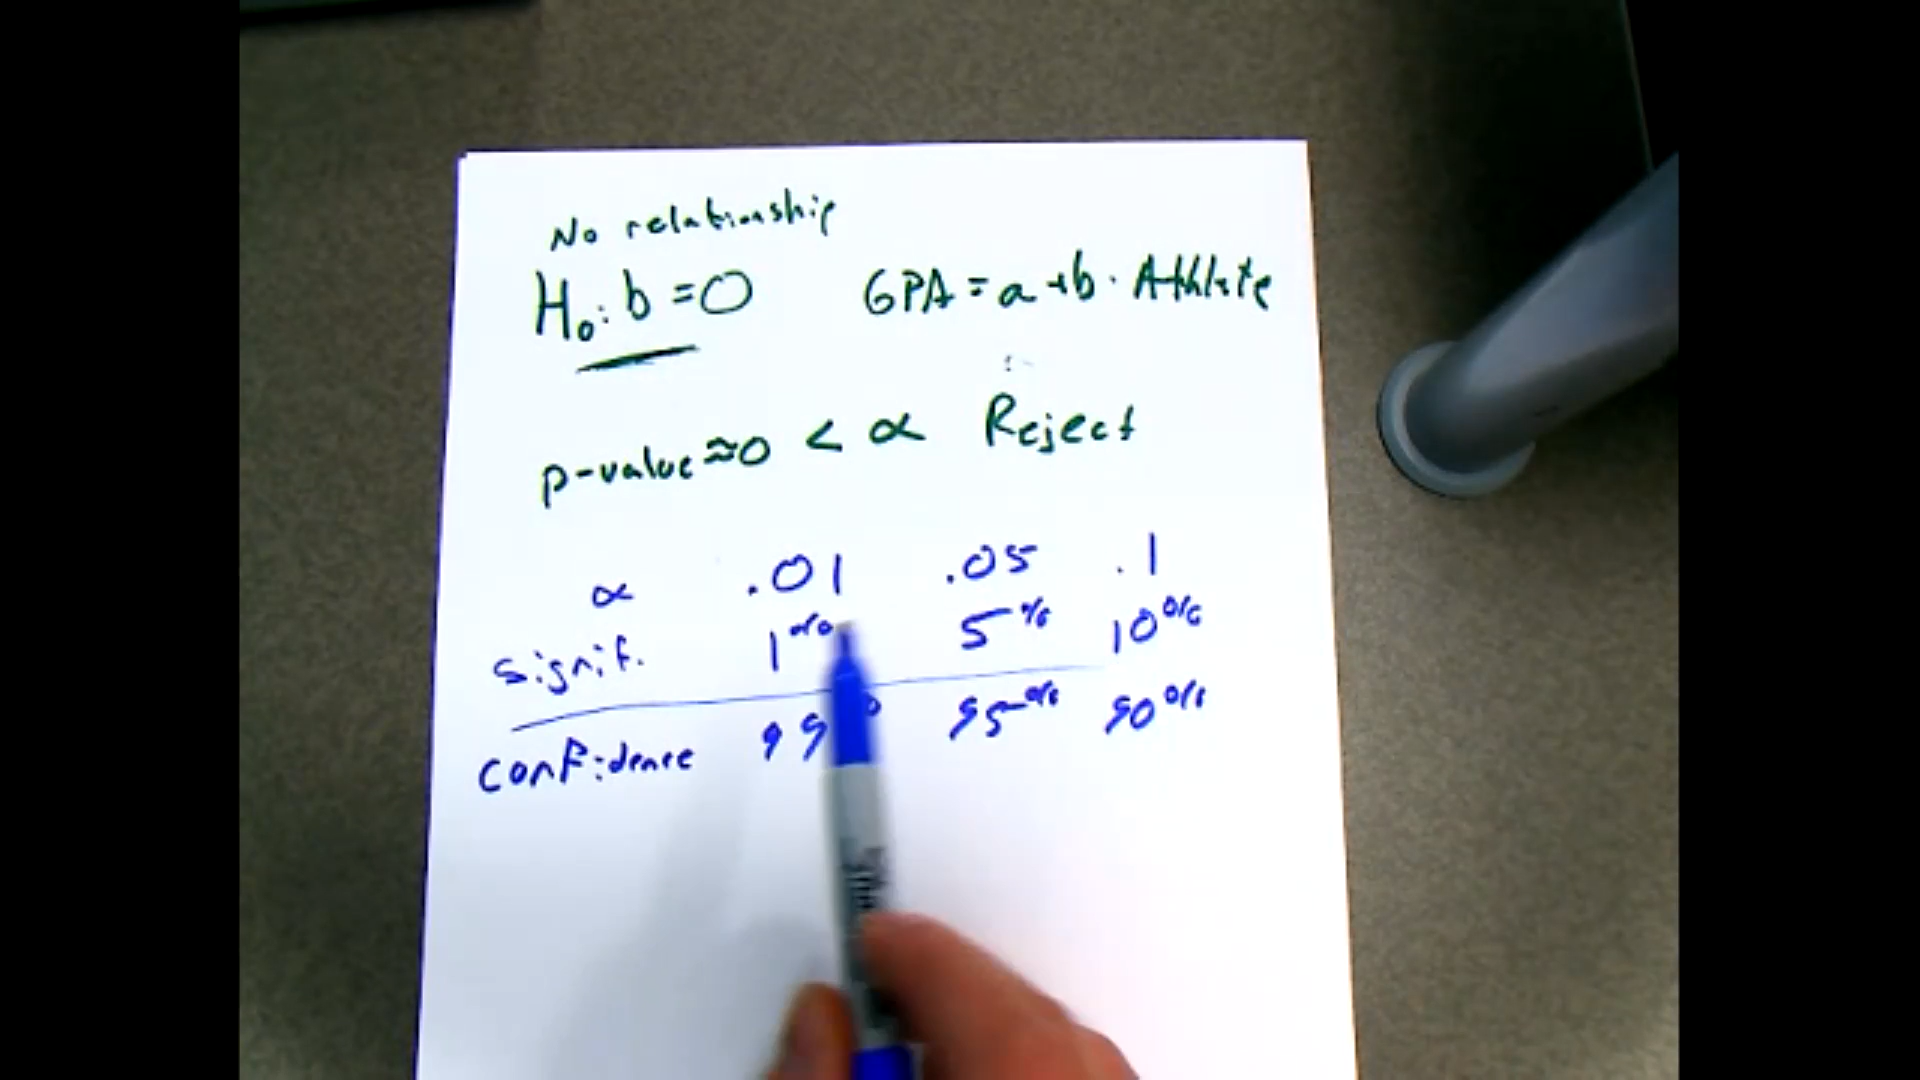 No relationship
H₀: b = 0 GPA = a + b · Athlete
p-value ≈ 0 < α Reject
α .01 .05 .1
Signif. 1% 5% 10%
Confidence 99% 95% 90%